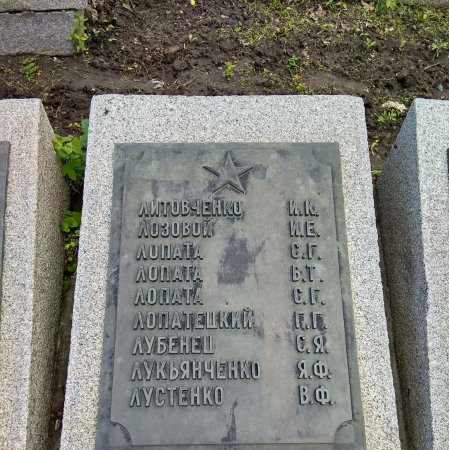 ЛИТОВЧЕНКО И.К.
ЛОЗОВОЙ И.Е.
ЛОПАТА С.Г.
ЛОПАТА В.Т.
ЛОПАТА С.Г.
ЛОПАТЕЦКИЙ Г.Г.
ЛУБЕНЕЦ С.Я.
ЛУКЬЯНЧЕНКО Я.Ф.
ЛУСТЕНКО В.Ф.